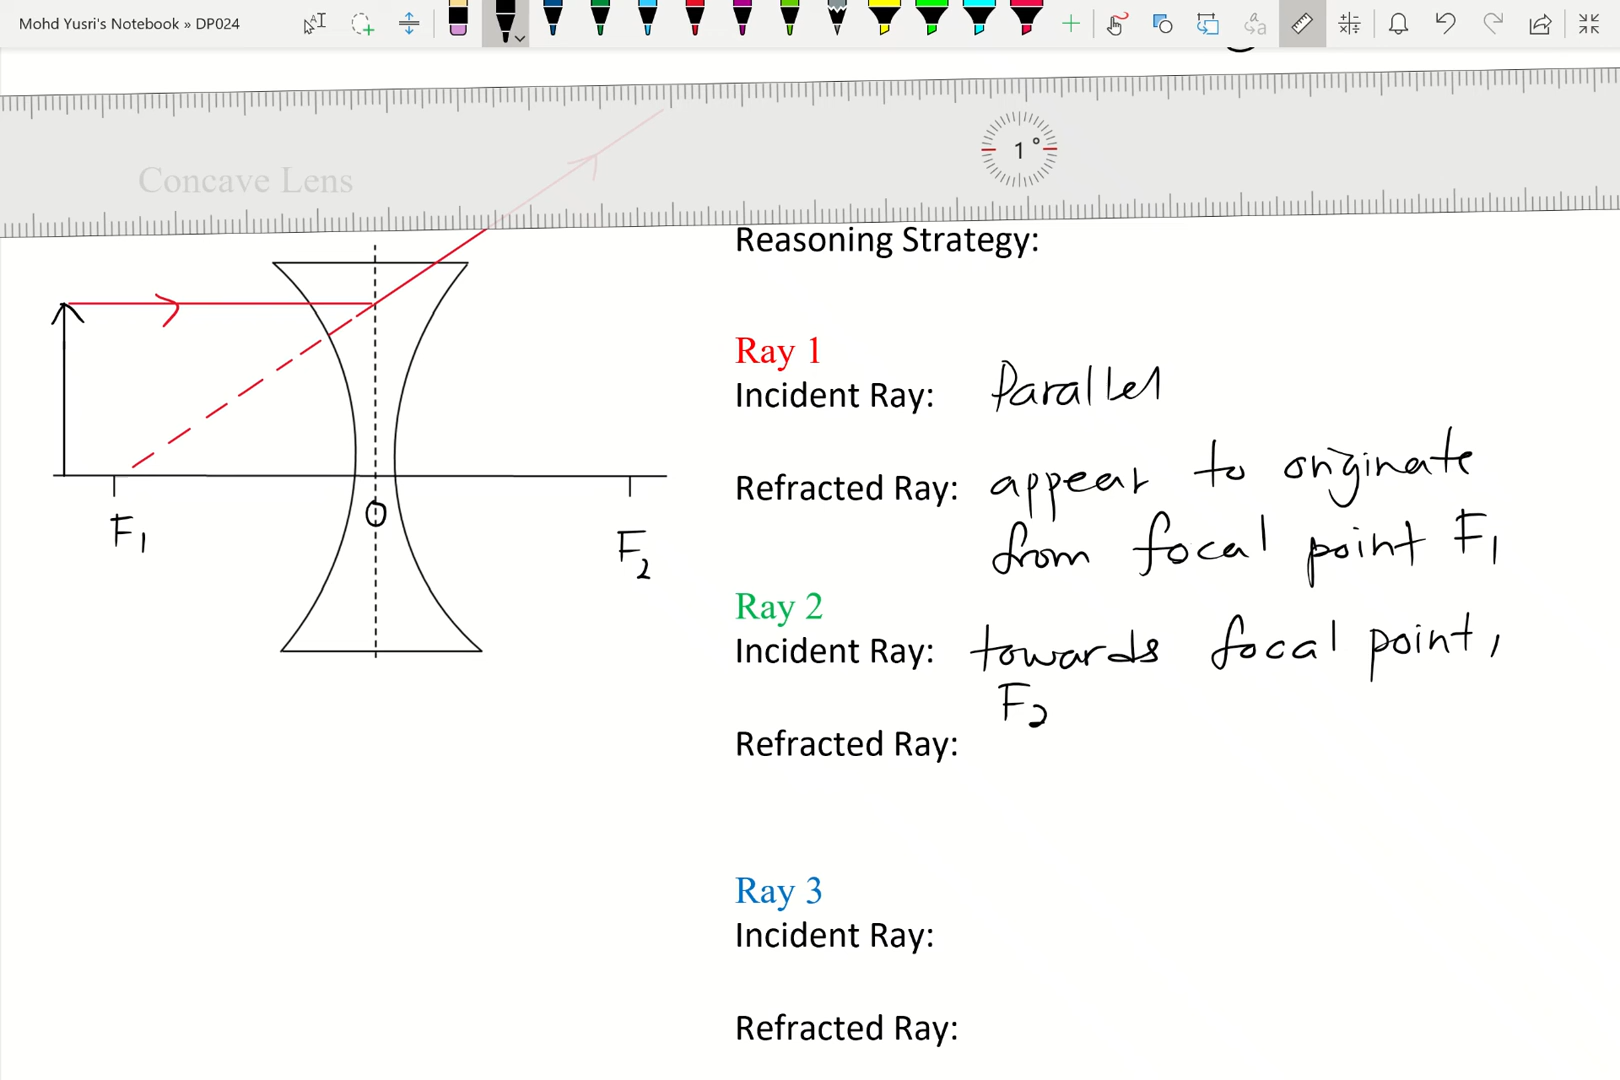 Mohd Yusri's Notebook » DP024
1°
Concave Lens
Reasoning Strategy:
Ray 1
Incident Ray: Parallel
Refracted Ray: appear to originate
from focal point F1
F1
O
F2
Ray 2
Incident Ray: towards focal point,
F2
Refracted Ray:
Ray 3
Incident Ray:
Refracted Ray: